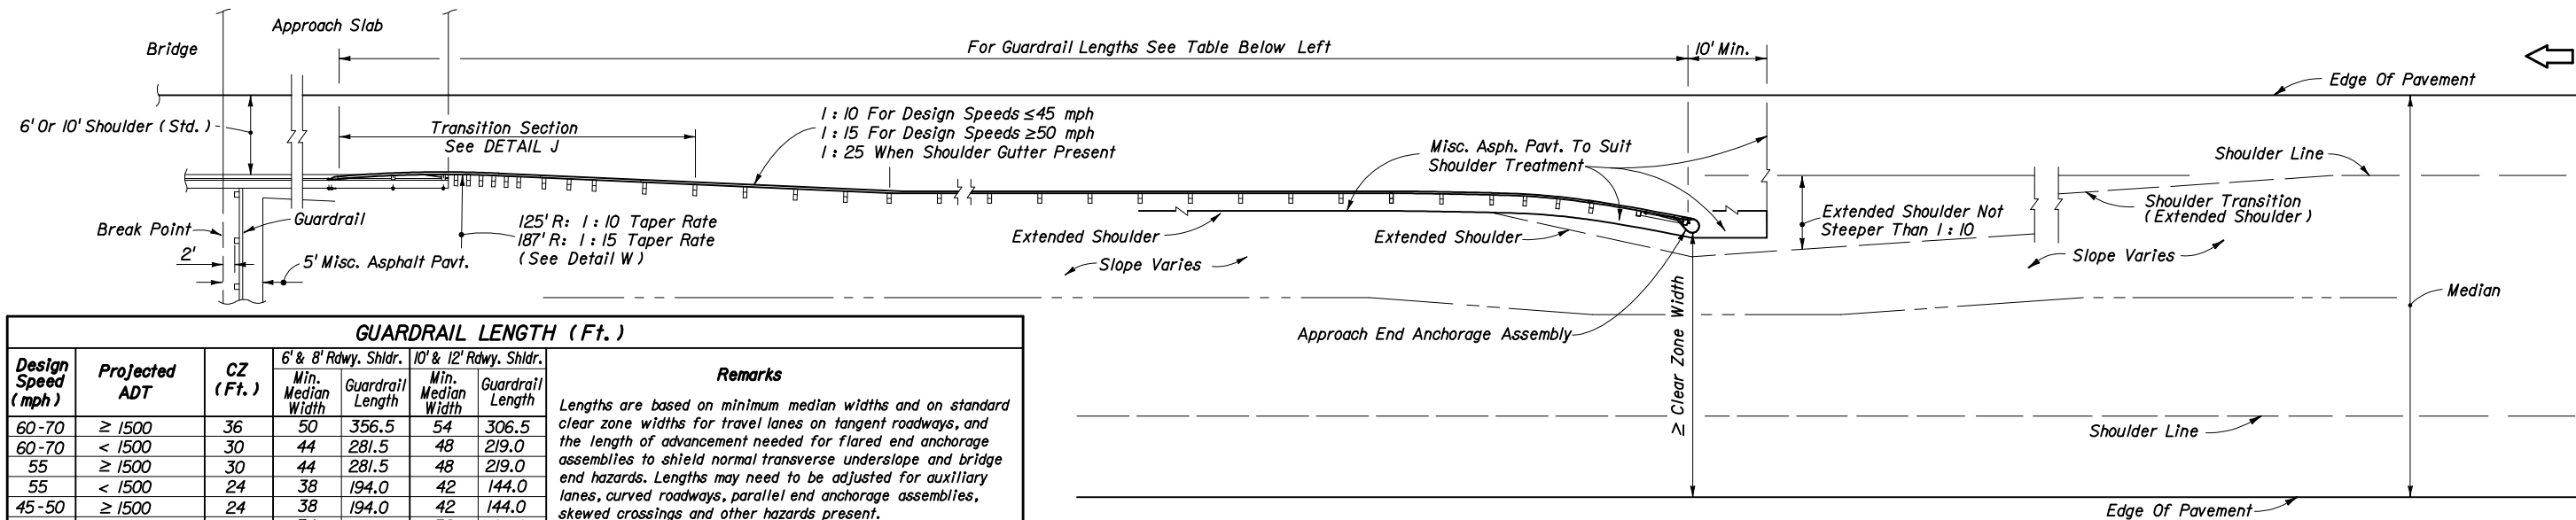 Approach Slab
Bridge
For Guardrail Lengths See Table Below Left
10' Min.
Edge Of Pavement
6' Or 10' Shoulder (Std.)
Transition Section
See DETAIL J
1:10 For Design Speeds ≤45 mph
1:15 For Design Speeds ≥50 mph
1:25 When Shoulder Gutter Present
Misc. Asph. Pavt. To Suit
Shoulder Treatment
Shoulder Line
Break Point
Guardrail
2'
5' Misc. Asphalt Pavt.
125' R: 1:10 Taper Rate
187' R: 1:15 Taper Rate
(See Detail W)
Extended Shoulder
Slope Varies
Extended Shoulder
Extended Shoulder Not
Steeper Than 1:10
Shoulder Transition
(Extended Shoulder)
Slope Varies
Median
Approach End Anchorage Assembly
≥ Clear Zone Width
Shoulder Line
Edge Of Pavement
GUARDRAIL LENGTH (Ft.)
Design Speed (mph) Projected ADT CZ (Ft.) 6' & 8' Rdwy. Shldr. 10' & 12' Rdwy. Shldr. Remarks
Min. Median Width Guardrail Length Min. Median Width Guardrail Length
60-70 ≥ 1500 36 50 356.5 54 306.5
60-70 < 1500 30 44 281.5 48 219.0
55 ≥ 1500 30 44 281.5 48 219.0
55 < 1500 24 38 194.0 42 144.0
45-50 ≥ 1500 24 38 194.0 42 144.0
Lengths are based on minimum median widths and on standard
clear zone widths for travel lanes on tangent roadways, and
the length of advancement needed for flared end anchorage
assemblies to shield normal transverse underslope and bridge
end hazards. Lengths may need to be adjusted for auxiliary
lanes, curved roadways, parallel end anchorage assemblies,
skewed crossings and other hazards present.